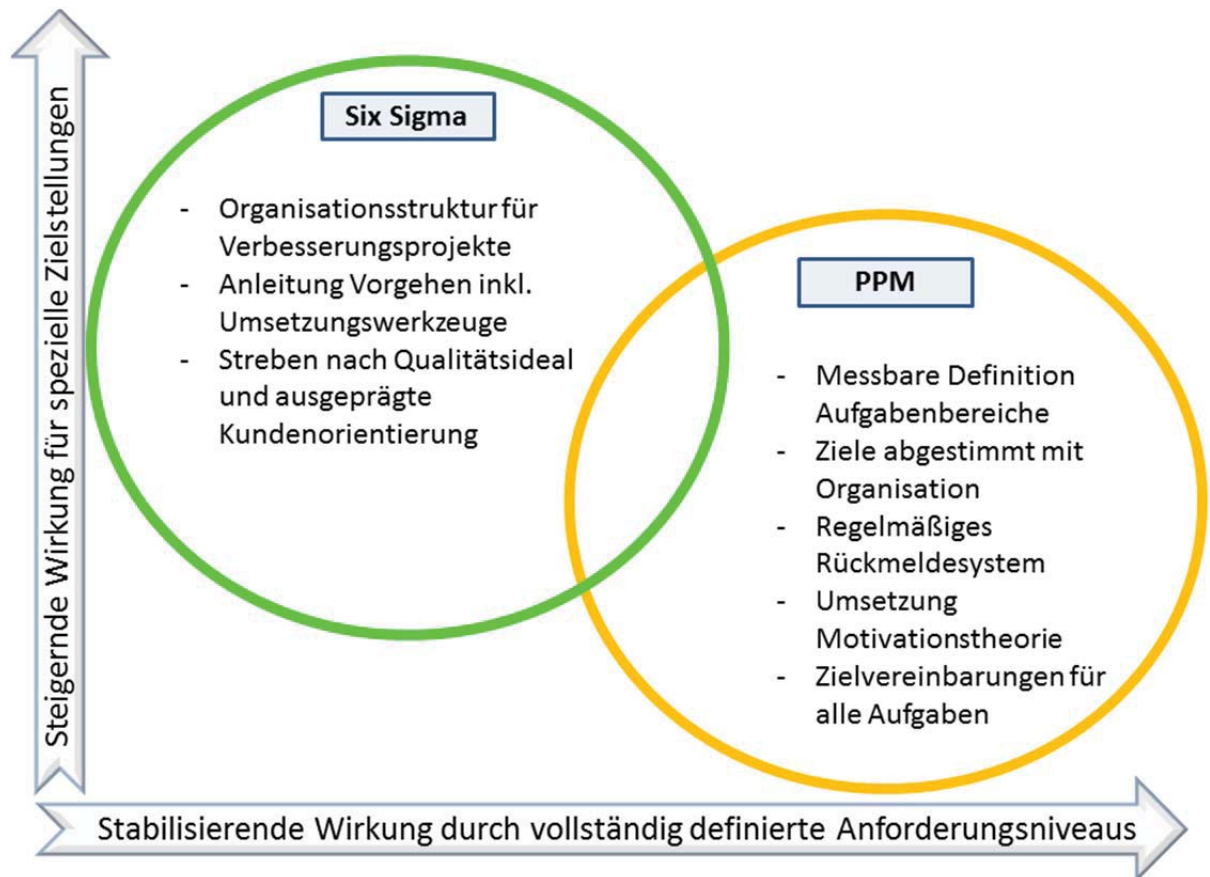 Steigernde Wirkung für spezielle Zielstellungen
Six Sigma
- Organisationsstruktur für
Verbesserungsprojekte
- Anleitung Vorgehen inkl.
Umsetzungswerkzeuge
- Streben nach Qualitätsideal
und ausgeprägte
Kundenorientierung
PPM
- Messbare Definition
Aufgabenbereiche
- Ziele abgestimmt mit
Organisation
- Regelmäßiges
Rückmeldesystem
- Umsetzung
Motivationstheorie
- Zielvereinbarungen für
alle Aufgaben
Stabilisierende Wirkung durch vollständig definierte Anforderungsniveaus